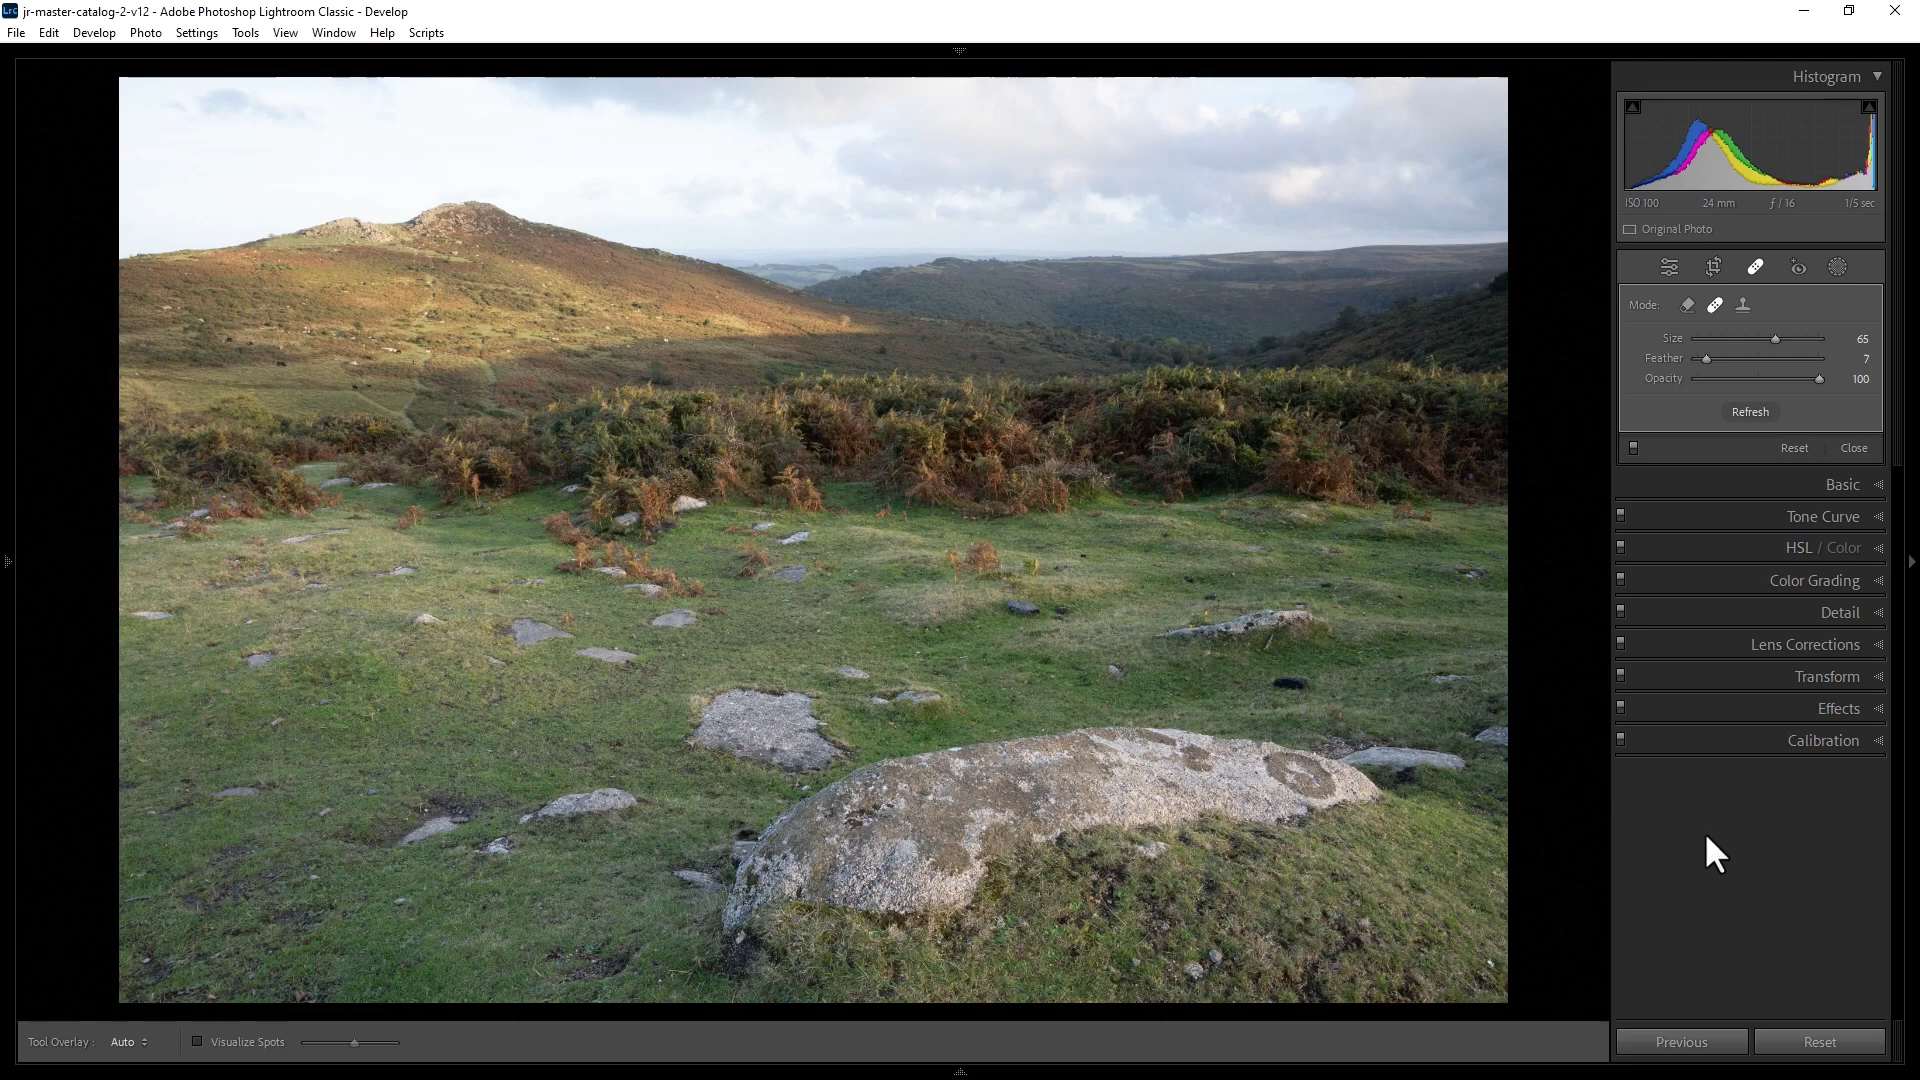 Lrc jr-master-catalog-2-v12 - Adobe Photoshop Lightroom Classic - Develop
File Edit Develop Photo Settings Tools View Window Help Scripts
Histogram
ISO 100 24 mm ƒ / 16 1/5 sec
Original Photo
Mode:
Size 65
Feather 7
Opacity 100
Refresh
Reset Close
Basic
Tone Curve
HSL / Color
Color Grading
Detail
Lens Corrections
Transform
Effects
Calibration
Tool Overlay : Auto Visualize Spots
Previous Reset